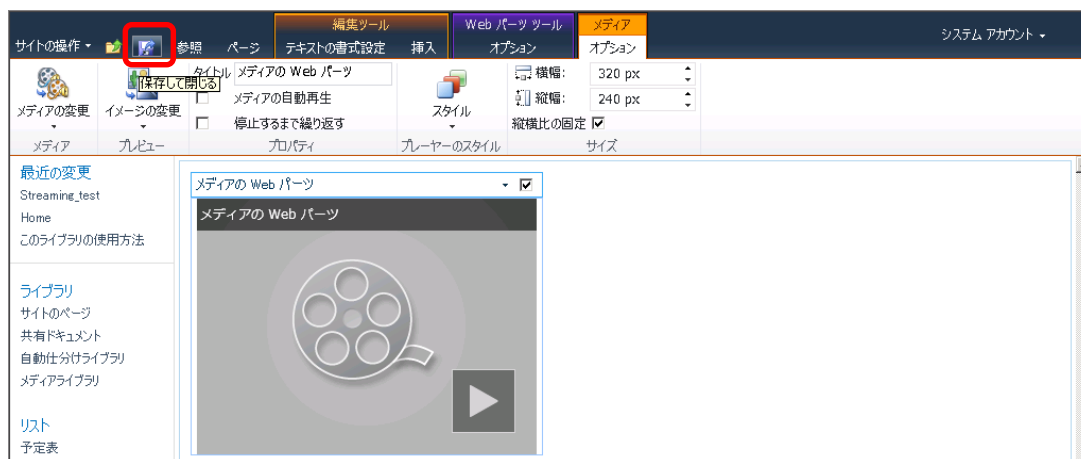 編集ツール
Web パーツ ツール
メディア
サイトの操作
参照
ページ
テキストの書式設定
挿入
オプション
オプション
システム アカウント
保存して閉じる
メディアの変更
イメージの変更
タイトル
メディアの Web パーツ
メディアの自動再生
停止するまで繰り返す
スタイル
横幅: 320 px
縦幅: 240 px
縦横比の固定
メディア
プレビュー
プロパティ
プレーヤーのスタイル
サイズ
最近の変更
Streaming_test
Home
このライブラリの使用方法
ライブラリ
サイトのページ
共有ドキュメント
自動仕分けライブラリ
メディアライブラリ
リスト
予定表
メディアの Web パーツ
メディアの Web パーツ